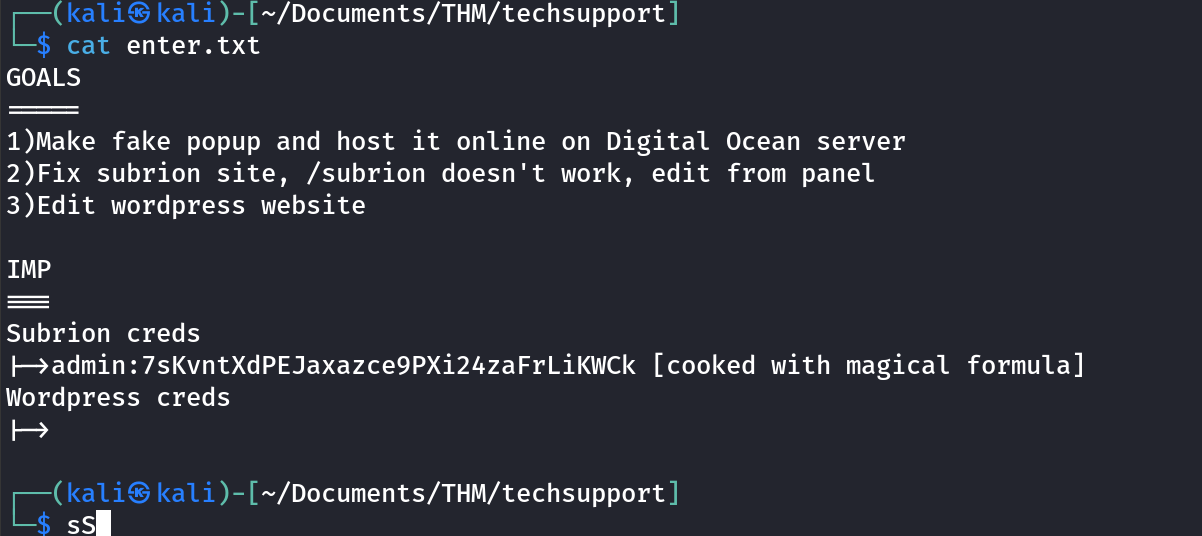 ┌──(kali㉿kali)-[~/Documents/THM/techsupport]
└─$ cat enter.txt
GOALS
=====
1)Make fake popup and host it online on Digital Ocean server
2)Fix subrion site, /subrion doesn't work, edit from panel
3)Edit wordpress website

IMP
===
Subrion creds
|->admin:7sKvntXdPEJaxazce9PXi24zaFrLiKWCk [cooked with magical formula]
Wordpress creds
|->

┌──(kali㉿kali)-[~/Documents/THM/techsupport]
└─$ sS